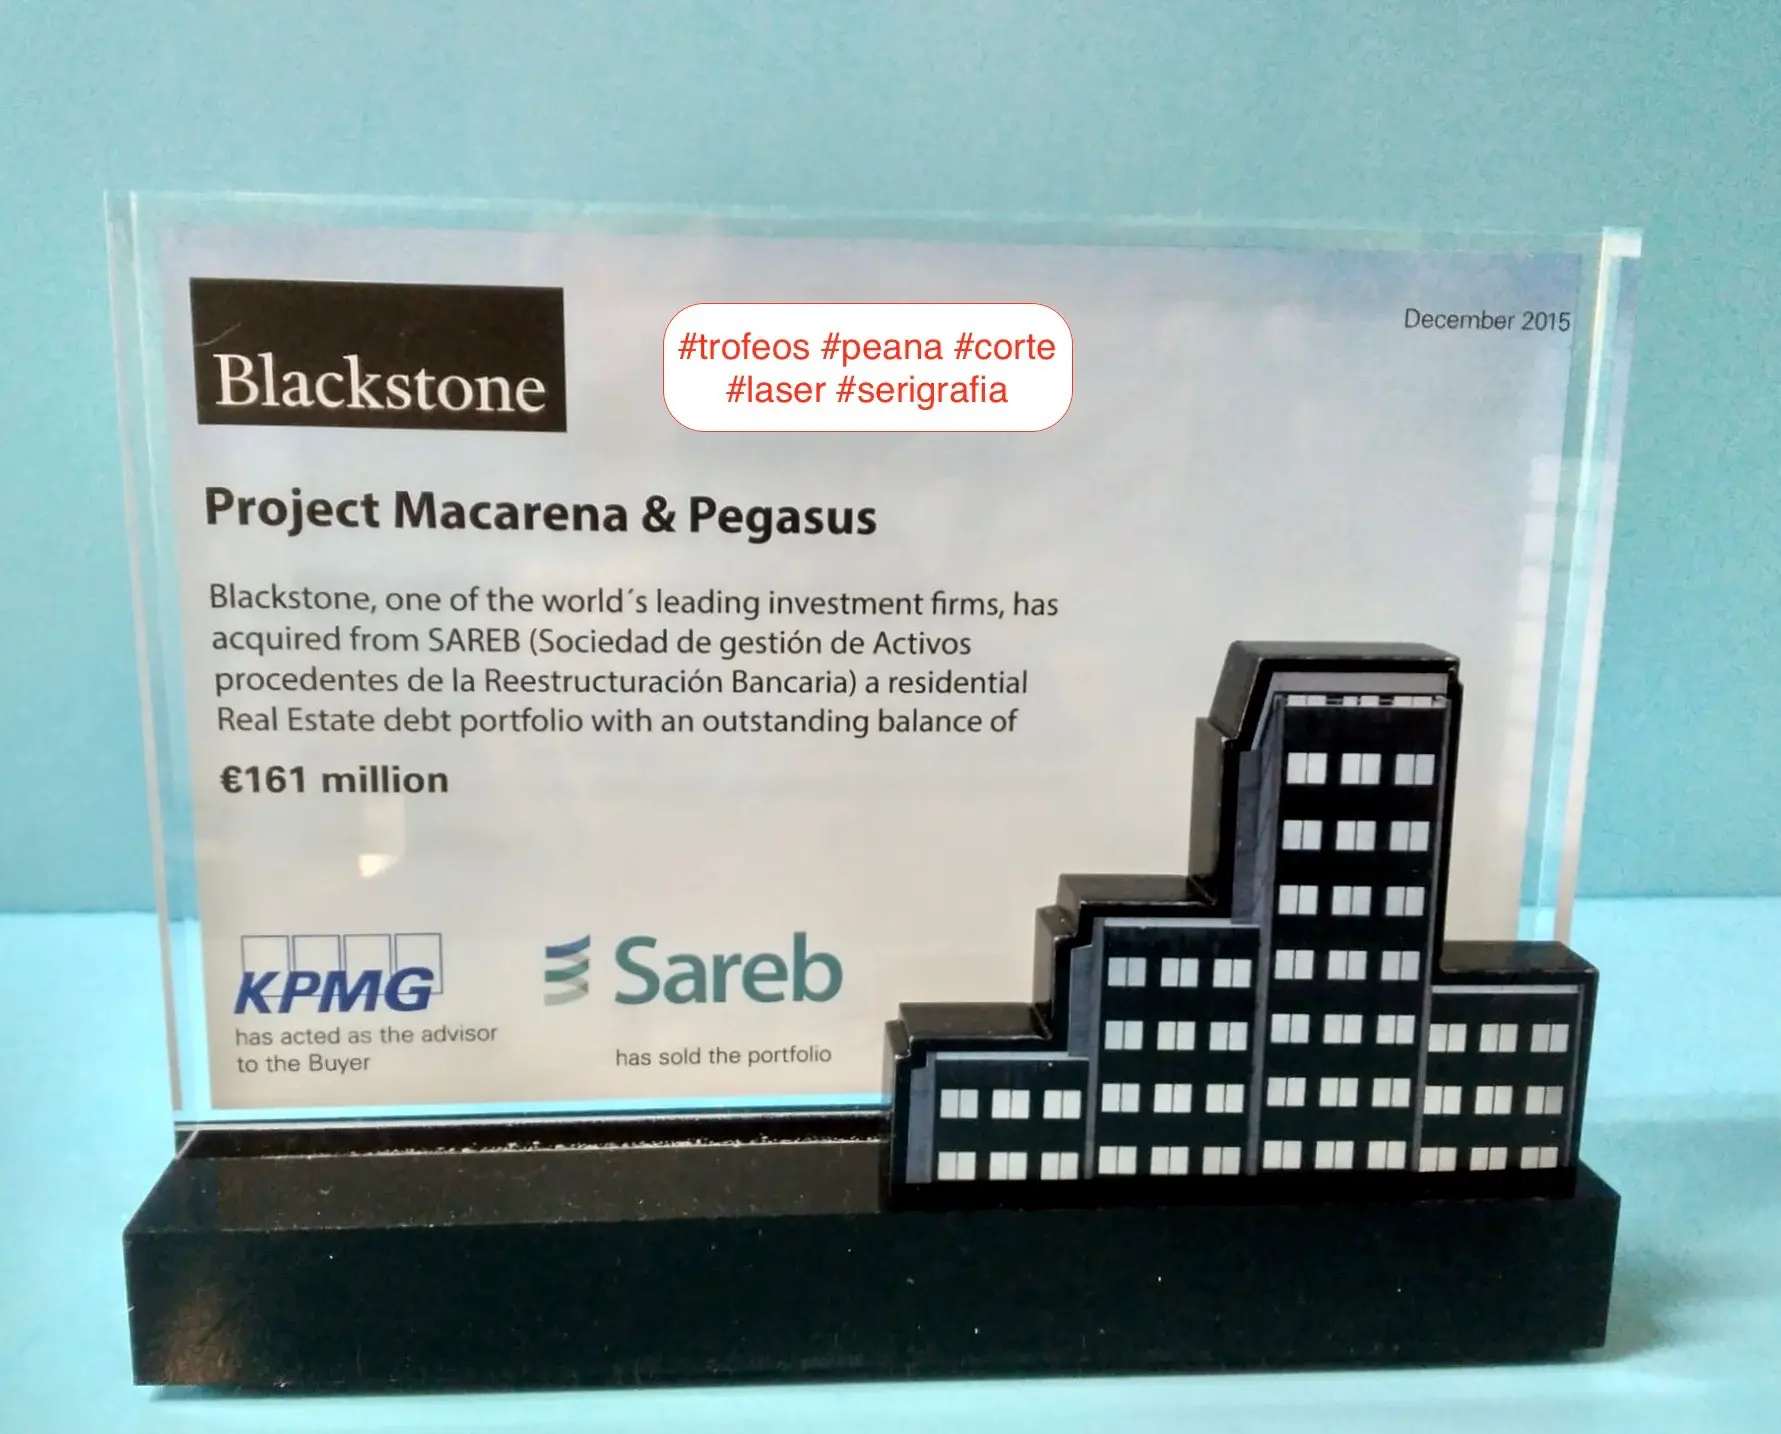 Blackstone
#trofeos #peana #corte
#laser #serigrafia
December 2015
Project Macarena & Pegasus
Blackstone, one of the world´s leading investment firms, has
acquired from SAREB (Sociedad de gestión de Activos
procedentes de la Reestructuración Bancaria) a residential
Real Estate debt portfolio with an outstanding balance of
€161 million
KPMG
has acted as the advisor
to the Buyer
Sareb
has sold the portfolio